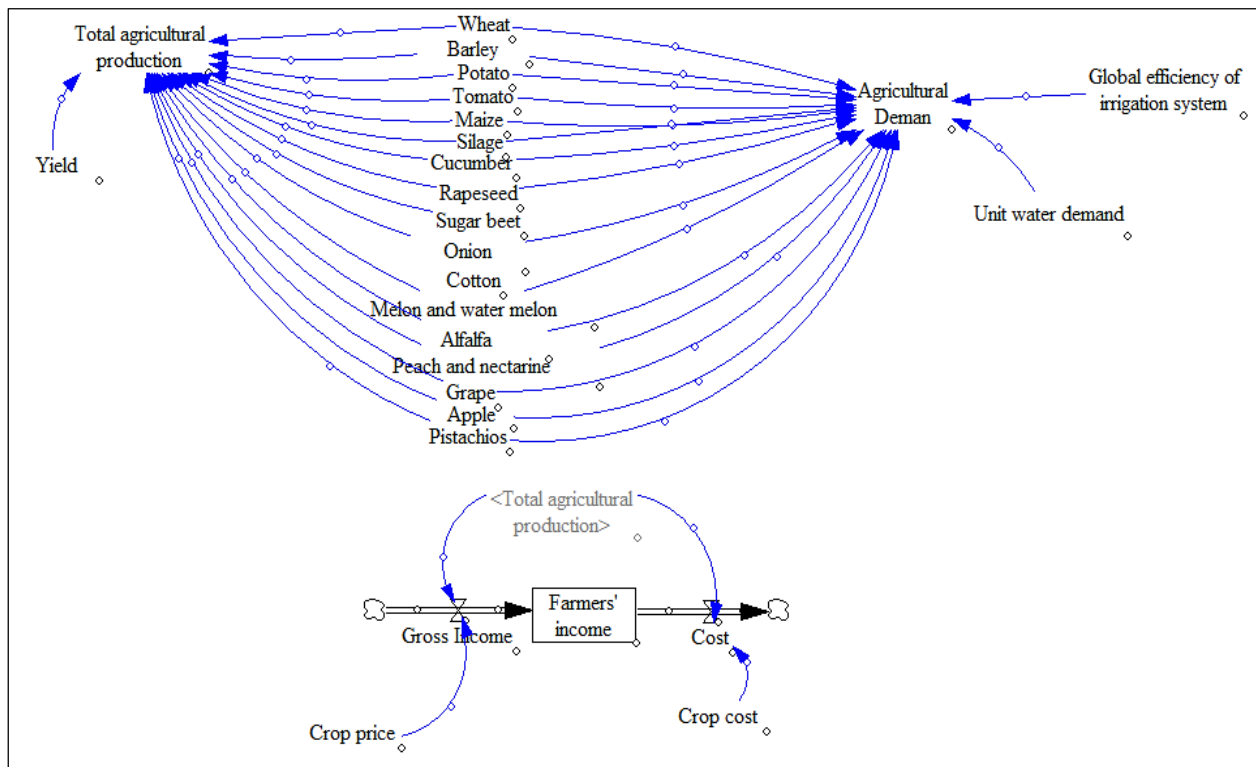 Total agricultural
production
Wheat
Barley
Potato
Tomato
Maize
Silage
Cucumber
Rapeseed
Sugar beet
Onion
Cotton
Melon and water melon
Alfalfa
Peach and nectarine
Grape
Apple
Pistachios
Agricultural
Deman
Global efficiency of
irrigation system
Yield
Unit water demand
<Total agricultural
production>
Farmers'
income
Gross Income
Cost
Crop price
Crop cost